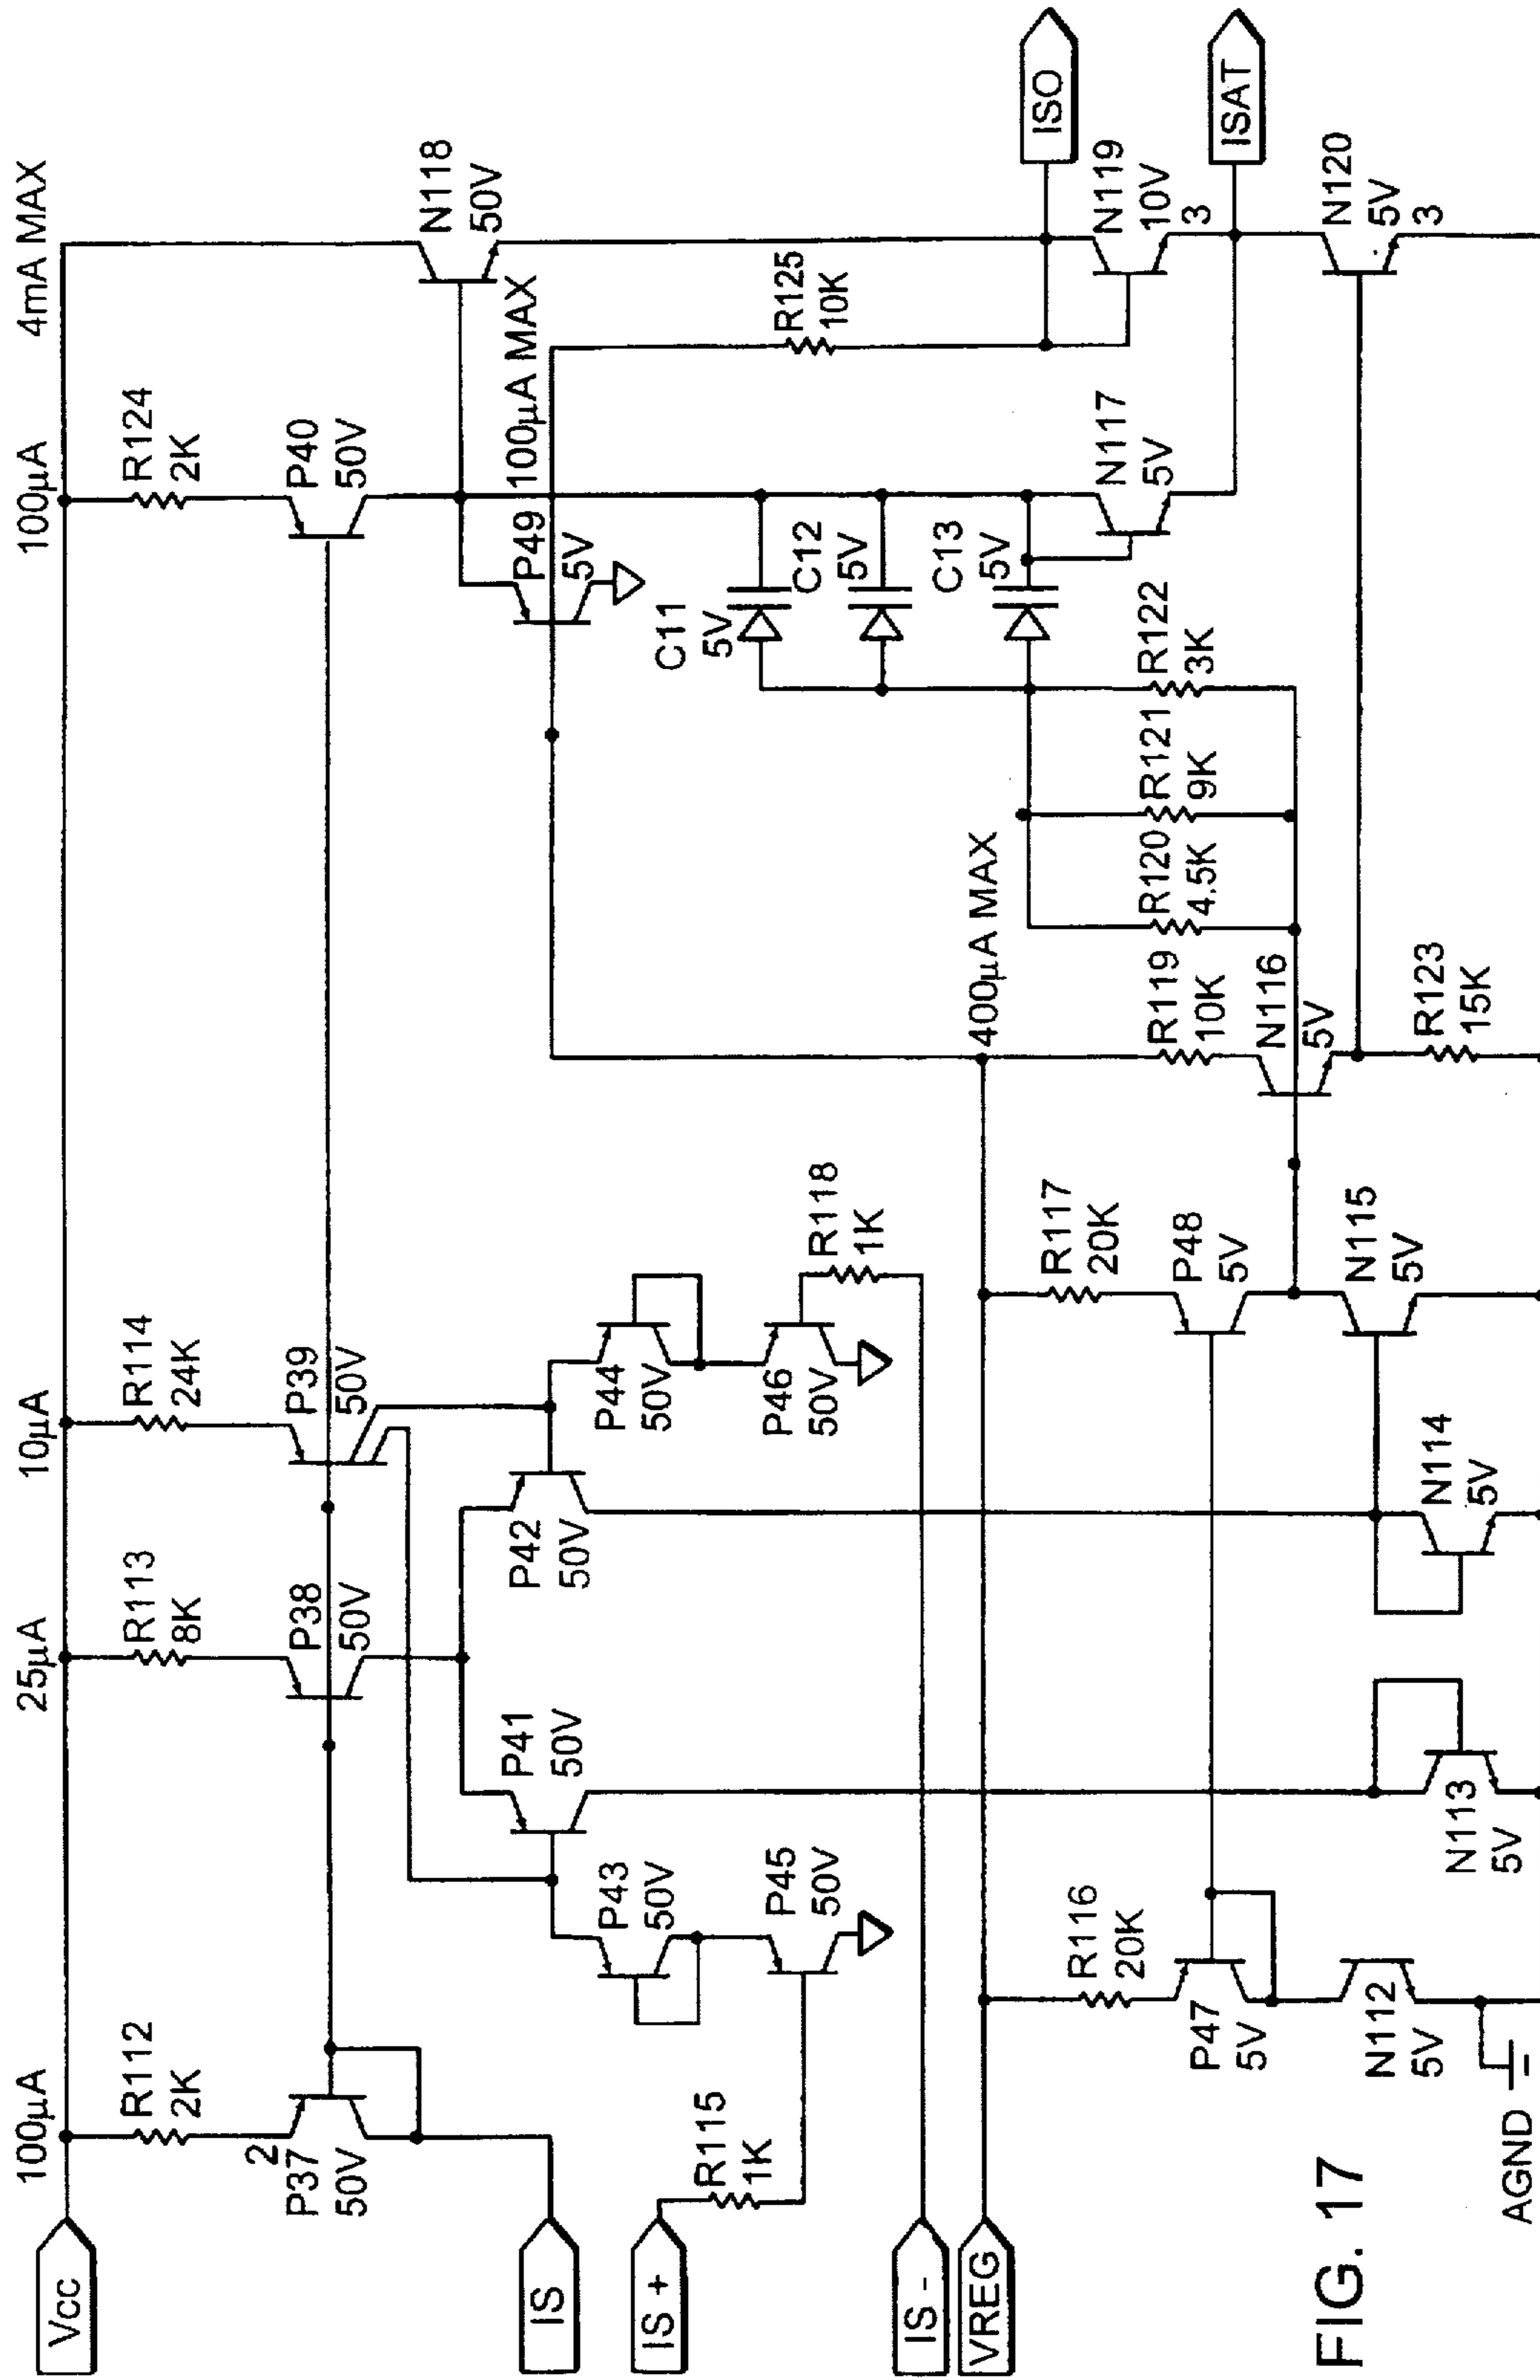 Vcc
100µA
R112
2K
2
P37
50V
IS
IS +
R115
1K
IS -
VREG
FIG. 17
AGND
25µA
R113
8K
P38
50V
10µA
R114
24K
P39
50V
P41
50V
P42
50V
P43
50V
P45
50V
P44
50V
P46
50V
R118
1K
R116
20K
P47
5V
N112
5V
N113
5V
N114
5V
R117
20K
P48
5V
N115
5V
400µA MAX
R119
10K
N116
5V
R123
15K
R120
4.5K
R121
9K
R122
3K
100µA
R124
2K
P40
50V
P49
5V
100µA MAX
C11
5V
C12
5V
C13
5V
N117
5V
R125
10K
4mA MAX
N118
50V
ISO
N119
10V
3
ISAT
N120
5V
3